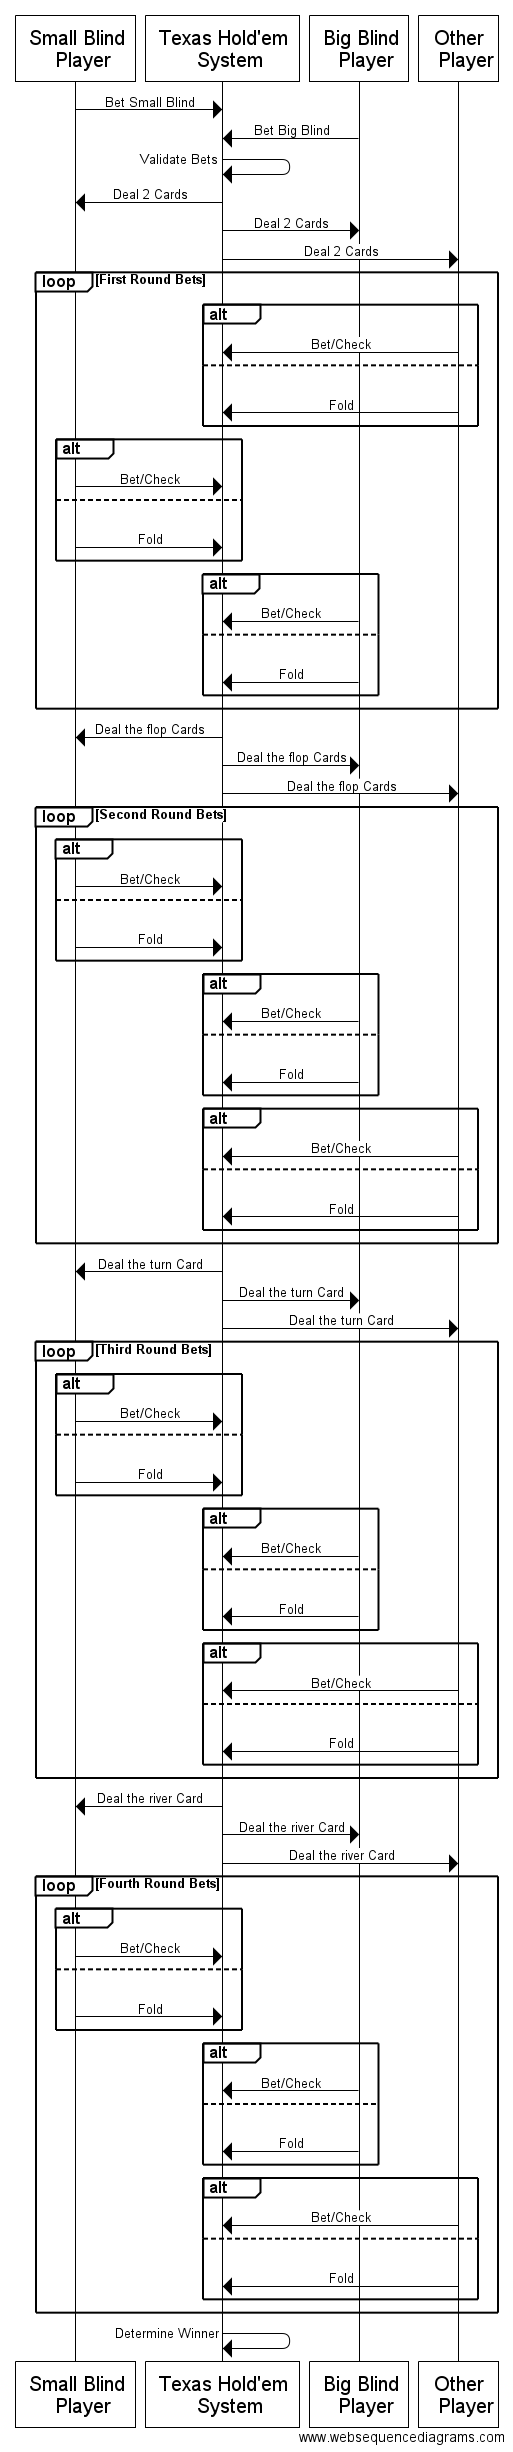 Small Blind Player
Texas Hold'em System
Big Blind Player
Other Player
Bet Small Blind
Bet Big Blind
Validate Bets
Deal 2 Cards
Deal 2 Cards
Deal 2 Cards
loop [First Round Bets]
alt
Bet/Check
Fold
alt
Bet/Check
Fold
alt
Bet/Check
Fold
Deal the flop Cards
Deal the flop Cards
Deal the flop Cards
loop [Second Round Bets]
alt
Bet/Check
Fold
alt
Bet/Check
Fold
alt
Bet/Check
Fold
Deal the turn Card
Deal the turn Card
Deal the turn Card
loop [Third Round Bets]
alt
Bet/Check
Fold
alt
Bet/Check
Fold
alt
Bet/Check
Fold
Deal the river Card
Deal the river Card
Deal the river Card
loop [Fourth Round Bets]
alt
Bet/Check
Fold
alt
Bet/Check
Fold
alt
Bet/Check
Fold
Determine Winner
Small Blind Player
Texas Hold'em System
Big Blind Player
Other Player
www.websequencediagrams.com